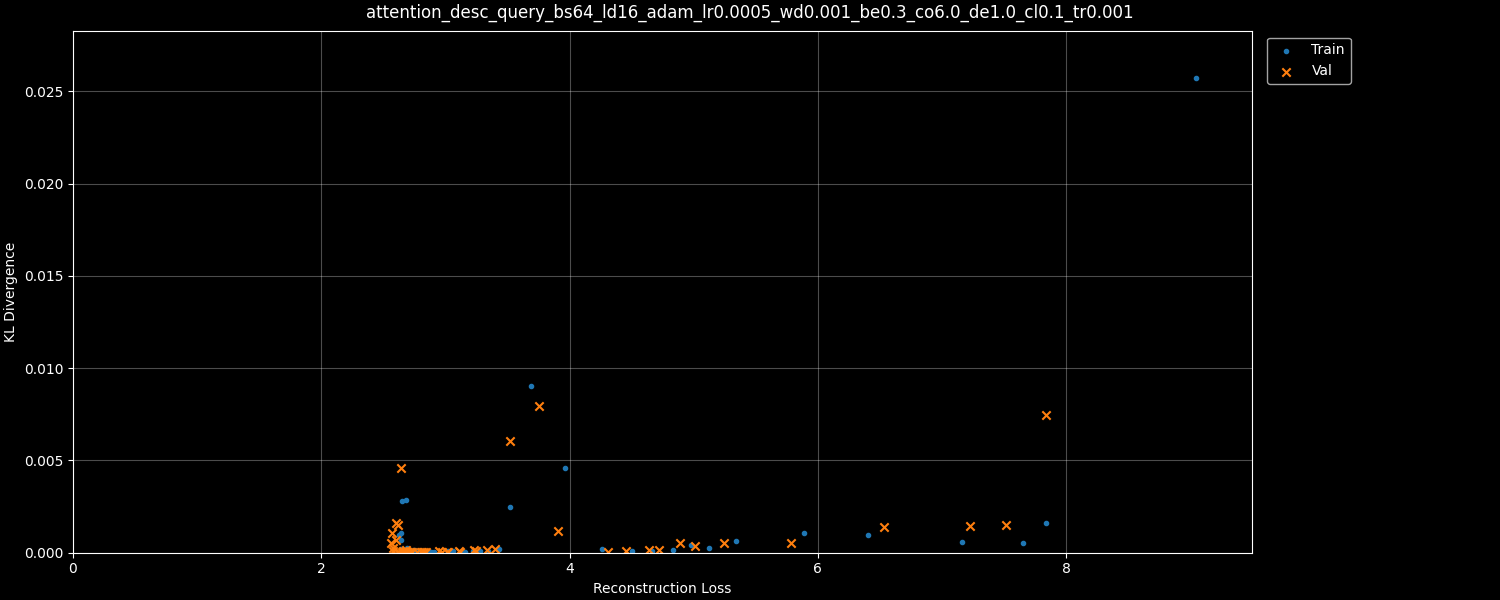 attention_desc_query_bs64_ld16_adam_lr0.0005_wd0.001_be0.3_co6.0_de1.0_cl0.1_tr0.001
Train
Val
0.025
0.020
0.015
0.010
0.005
0.000
KL Divergence
0
2
4
6
8
Reconstruction Loss